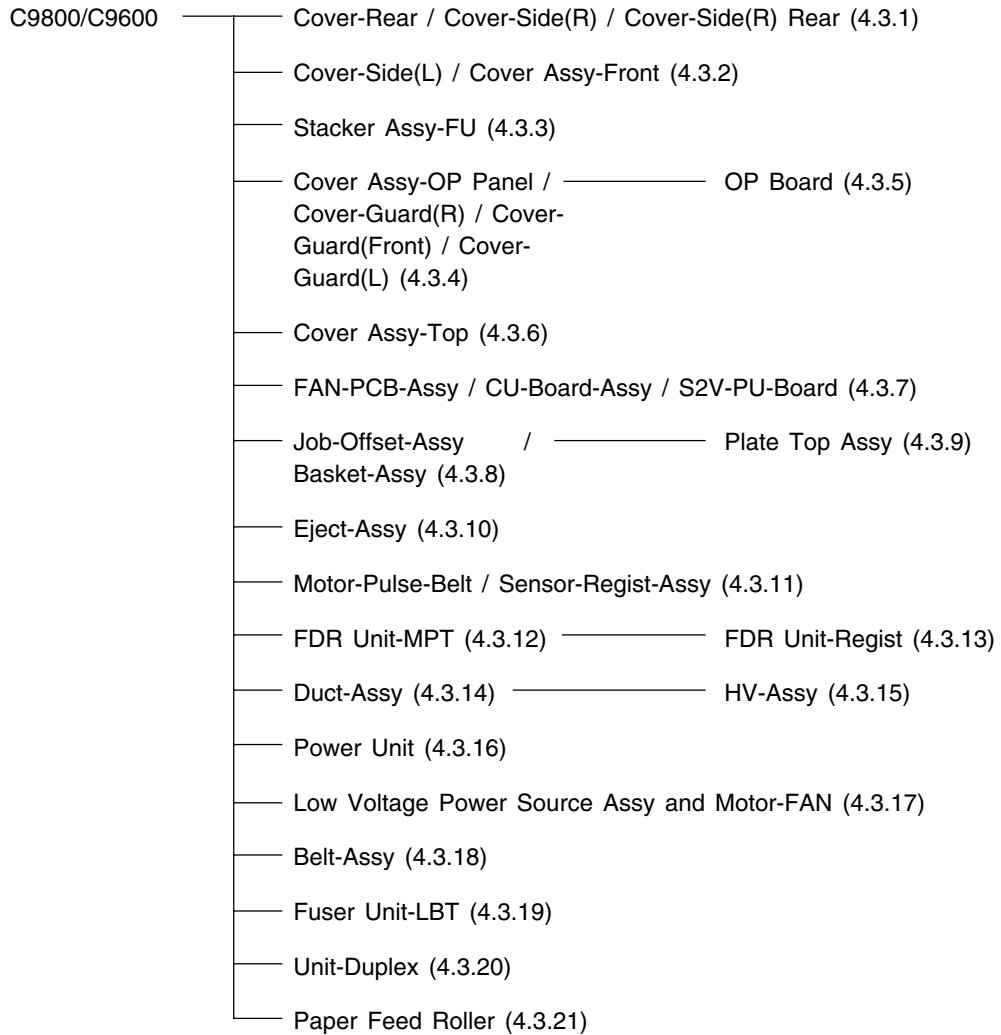 C9800/C9600
Cover-Rear / Cover-Side(R) / Cover-Side(R) Rear (4.3.1)
Cover-Side(L) / Cover Assy-Front (4.3.2)
Stacker Assy-FU (4.3.3)
Cover Assy-OP Panel /
Cover-Guard(R) / Cover-
Guard(Front) / Cover-
Guard(L) (4.3.4)
OP Board (4.3.5)
Cover Assy-Top (4.3.6)
FAN-PCB-Assy / CU-Board-Assy / S2V-PU-Board (4.3.7)
Job-Offset-Assy /
Basket-Assy (4.3.8)
Plate Top Assy (4.3.9)
Eject-Assy (4.3.10)
Motor-Pulse-Belt / Sensor-Regist-Assy (4.3.11)
FDR Unit-MPT (4.3.12)
FDR Unit-Regist (4.3.13)
Duct-Assy (4.3.14)
HV-Assy (4.3.15)
Power Unit (4.3.16)
Low Voltage Power Source Assy and Motor-FAN (4.3.17)
Belt-Assy (4.3.18)
Fuser Unit-LBT (4.3.19)
Unit-Duplex (4.3.20)
Paper Feed Roller (4.3.21)